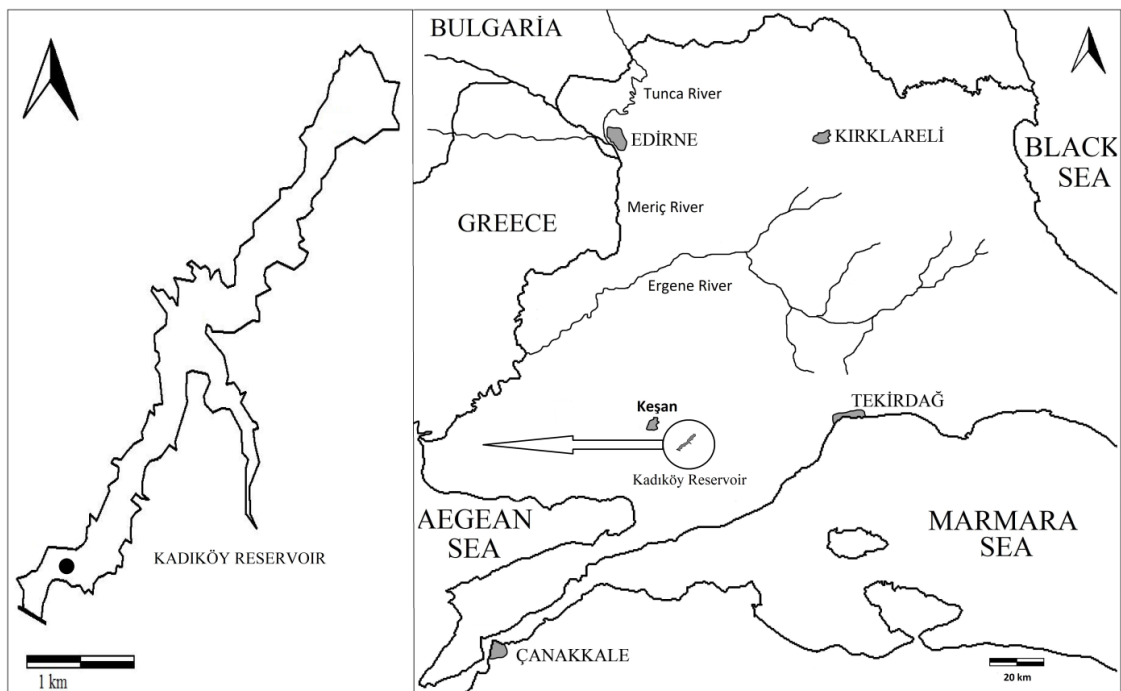 KADIKÖY RESERVOIR
1 km
BULGARİA
Tunca River
EDİRNE
KIRKLARELİ
BLACK
SEA
GREECE
Meriç River
Ergene River
Keşan
TEKİRDAĞ
Kadıköy Reservoir
AEGEAN
SEA
MARMARA
SEA
ÇANAKKALE
20 km